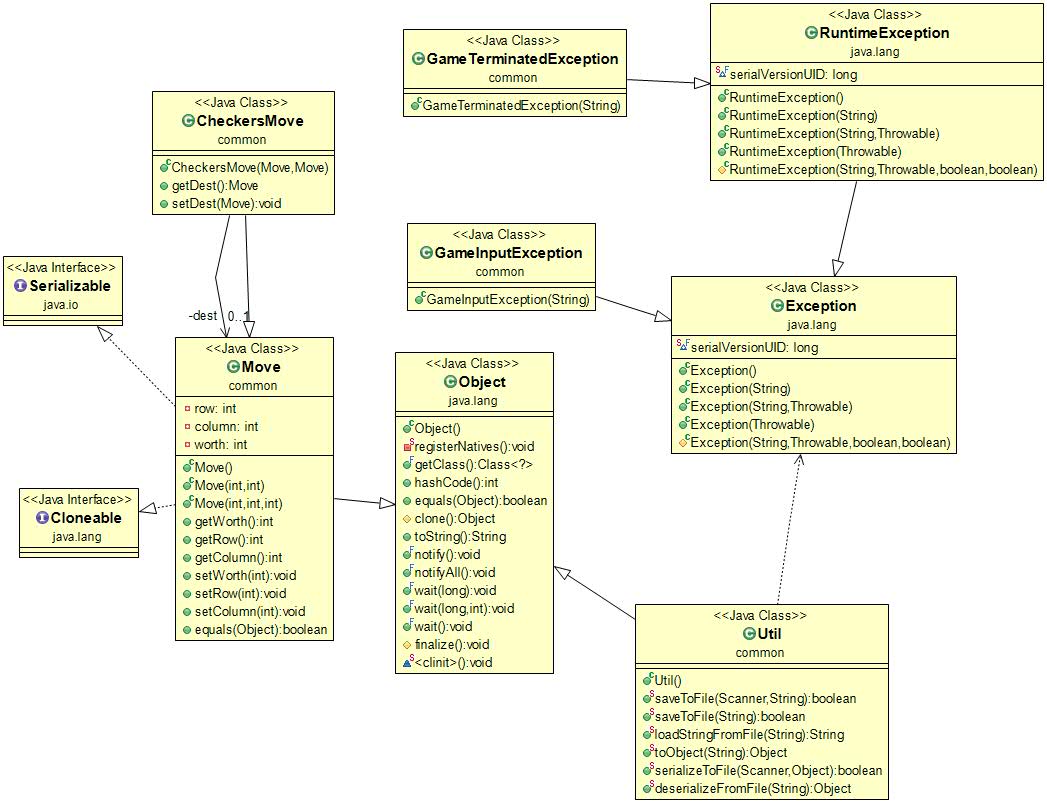 <<Java Class>>
RuntimeException
java.lang
serialVersionUID: long
RuntimeException()
RuntimeException(String)
RuntimeException(String,Throwable)
RuntimeException(Throwable)
RuntimeException(String,Throwable,boolean,boolean)
<<Java Class>>
GameTerminatedException
common
GameTerminatedException(String)
<<Java Class>>
CheckersMove
common
CheckersMove(Move,Move)
getDest():Move
setDest(Move):void
<<Java Class>>
GameInputException
common
GameInputException(String)
<<Java Interface>>
Serializable
java.io
<<Java Class>>
Exception
java.lang
serialVersionUID: long
Exception()
Exception(String)
Exception(String,Throwable)
Exception(Throwable)
Exception(String,Throwable,boolean,boolean)
-dest
0..1
<<Java Class>>
Move
common
row: int
column: int
worth: int
Move()
Move(int,int)
Move(int,int,int)
getWorth():int
getRow():int
getColumn():int
setWorth(int):void
setRow(int):void
setColumn(int):void
equals(Object):boolean
<<Java Class>>
Object
java.lang
Object()
registerNatives():void
getClass():Class<?>
hashCode():int
equals(Object):boolean
clone():Object
toString():String
notify():void
notifyAll():void
wait(long):void
wait(long,int):void
wait():void
finalize():void
<clinit>():void
<<Java Interface>>
Cloneable
java.lang
<<Java Class>>
Util
common
Util()
saveToFile(Scanner,String):boolean
saveToFile(String):boolean
loadStringFromFile(String):String
toObject(String):Object
serializeToFile(Scanner,Object):boolean
deserializeFromFile(String):Object